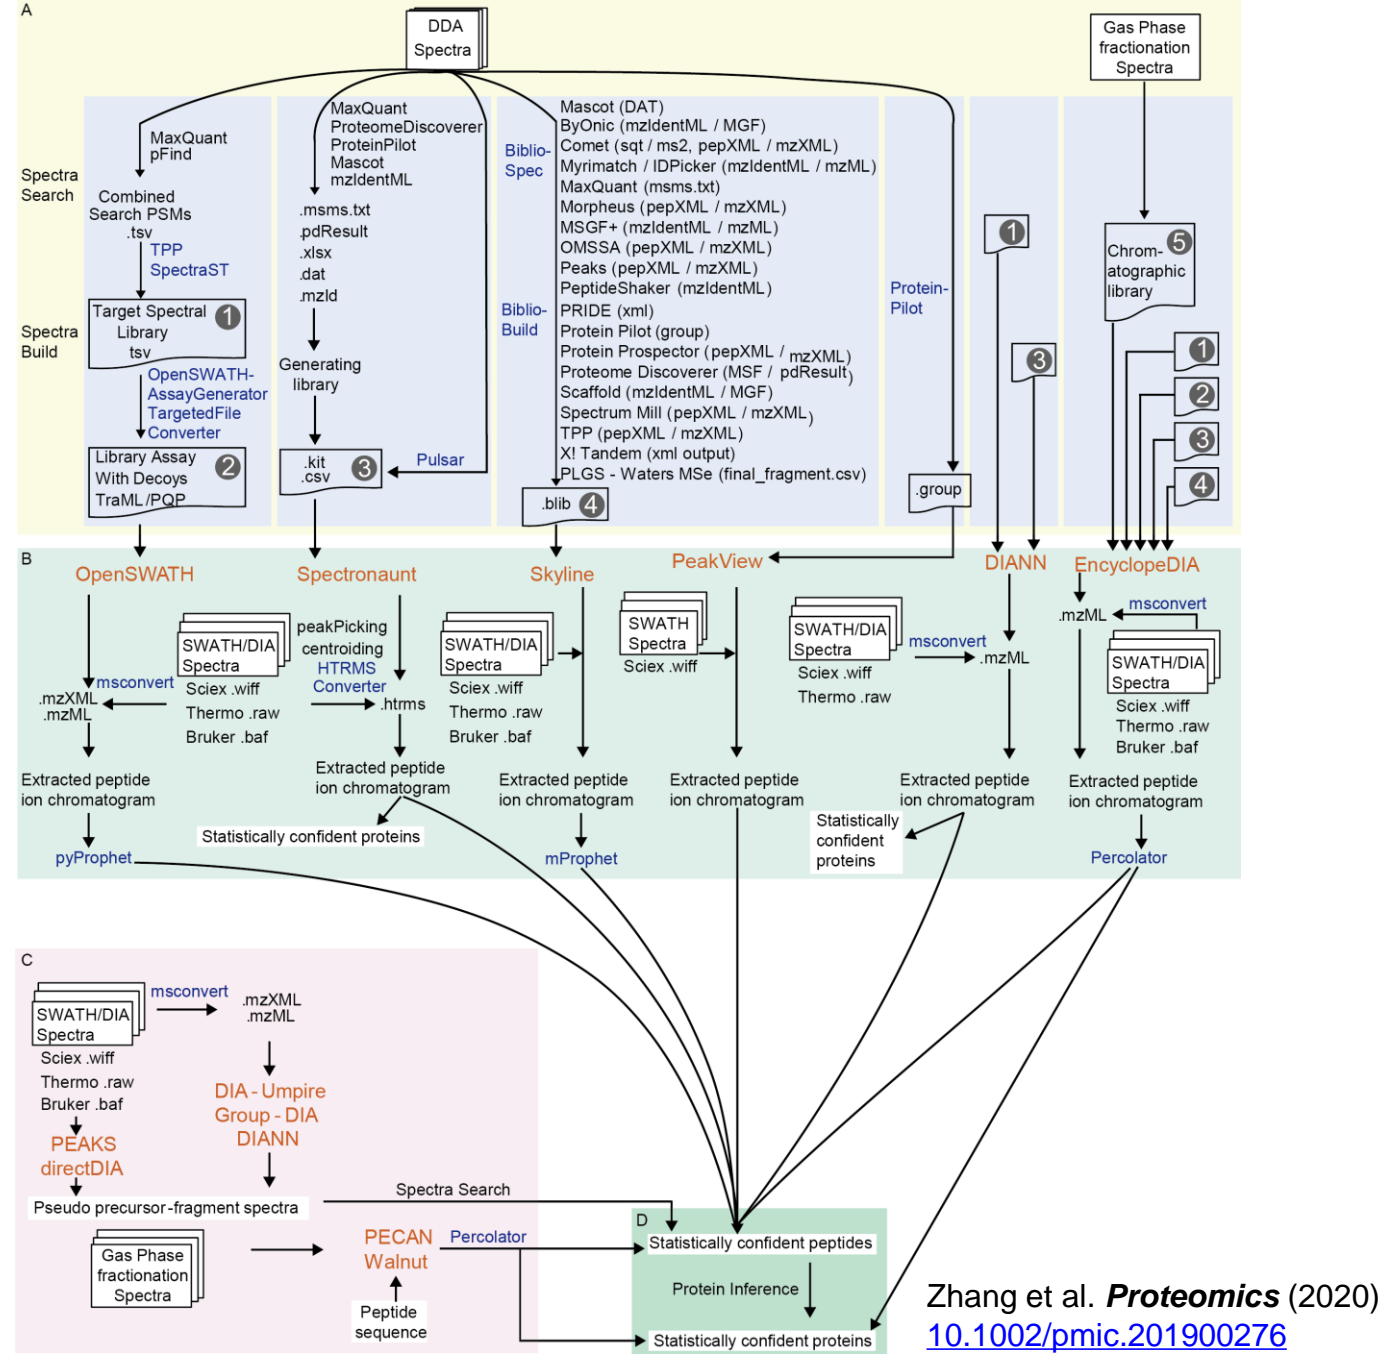 A
DDA
Spectra
Gas Phase
fractionation
Spectra
Spectra
Search
Spectra
Build
MaxQuant
pFind
Combined
Search PSMs
.tsv
TPP
SpectraST
Target Spectral
Library
tsv
1
OpenSWATH-
AssayGenerator
TargetedFile
Converter
Library Assay
With Decoys
TraML/PQP
2
MaxQuant
ProteomeDiscoverer
ProteinPilot
Mascot
mzIdentML
.msms.txt
.pdResult
.xlsx
.dat
.mzId
Generating
library
.kit
.csv
3
Pulsar
Biblio-
Spec
Biblio-
Build
Mascot (DAT)
ByOnic (mzIdentML / MGF)
Comet (sqt / ms2, pepXML / mzXML)
Myrimatch / IDPicker (mzIdentML / mzML)
MaxQuant (msms.txt)
Morpheus (pepXML / mzXML)
MSGF+ (mzIdentML / mzML)
OMSSA (pepXML / mzXML)
Peaks (pepXML / mzXML)
PeptideShaker (mzIdentML)
PRIDE (xml)
Protein Pilot (group)
Protein Prospector (pepXML / mzXML)
Proteome Discoverer (MSF / pdResult)
Scaffold (mzIdentML / MGF)
Spectrum Mill (pepXML / mzXML)
TPP (pepXML / mzXML)
X! Tandem (xml output)
PLGS - Waters MSe (final_fragment.csv)
.blib
4
Protein-
Pilot
.group
1
3
Chrom-
atographic
library
5
1
2
3
4
B
OpenSWATH
Spectronaunt
Skyline
PeakView
DIANN
EncyclopeDIA
msconvert
.mzXML
.mzML
SWATH/DIA
Spectra
Sciex .wiff
Thermo .raw
Bruker .baf
peakPicking
centroiding
HTRMS
Converter
.htrms
SWATH/DIA
Spectra
Sciex .wiff
Thermo .raw
Bruker .baf
SWATH
Spectra
Sciex .wiff
SWATH/DIA
Spectra
Sciex .wiff
Thermo .raw
msconvert
.mzML
.mzML
msconvert
SWATH/DIA
Spectra
Sciex .wiff
Thermo .raw
Bruker .baf
Extracted peptide
ion chromatogram
pyProphet
Extracted peptide
ion chromatogram
Statistically confident proteins
Extracted peptide
ion chromatogram
mProphet
Extracted peptide
ion chromatogram
Extracted peptide
ion chromatogram
Statistically
confident
proteins
Extracted peptide
ion chromatogram
Percolator
C
SWATH/DIA
Spectra
Sciex .wiff
Thermo .raw
Bruker .baf
msconvert
.mzXML
.mzML
PEAKS
directDIA
DIA - Umpire
Group - DIA
DIANN
Pseudo precursor-fragment spectra
Spectra Search
Gas Phase
fractionation
Spectra
PECAN
Walnut
Percolator
Peptide
sequence
D
Statistically confident peptides
Protein Inference
Statistically confident proteins
Zhang et al. Proteomics (2020)
10.1002/pmic.201900276